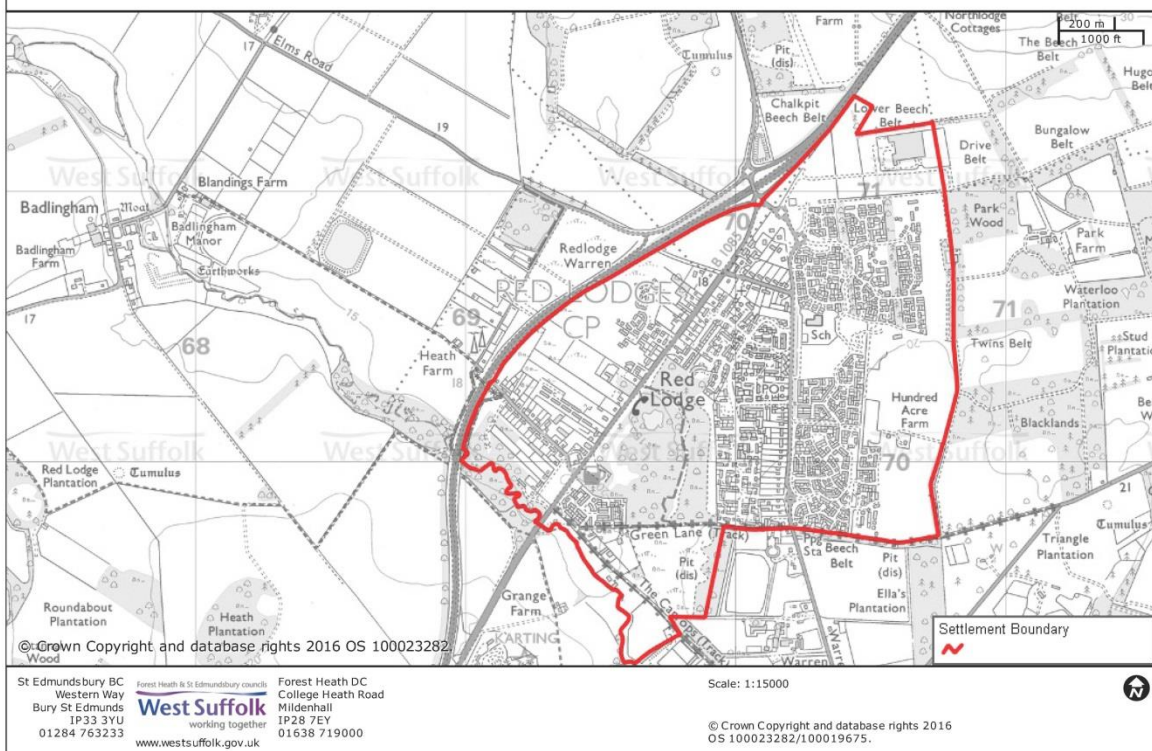 Farm
Northlodge
Cottages
Belt
30
200 m
1000 ft
17
Elms Road
Tumulus
Pit
(dis)
The Beech
Belt
Chalkpit
Beech Belt
Lower Beech
Belt
19
Drive
Belt
Bungalow
Belt
West Suffolk
West Suffolk
West Suffolk
Blandings Farm
71
Badlingham
Moat
Badlingham
Manor
Badlingham
Farm
Earthworks
70
Park
Wood
Park
Farm
Redlodge
Warren
B 1085
18
RED LODGE
CP
17
15
69
68
Waterloo
Plantation
71
Twins Belt
Stud
Plantation
Sch
20
Heath
Farm
18
PO
Red
Lodge
Hundred
Acre
Farm
Blacklands
West Suffolk
West Suffolk
West Suffolk
70
Red Lodge
Plantation
Tumulus
21
Green Lane (Track)
Ppg
Sta
Beech
Belt
Pit
(dis)
Tumulus
Triangle
Plantation
Pit
(dis)
Ella's
Plantation
Grange
Farm
Roundabout
Plantation
Heath
Plantation
Wood
KARTING
Warren
Warren
Settlement Boundary
© Crown Copyright and database rights 2016 OS 100023282.
St Edmundsbury BC
Western Way
Bury St Edmunds
IP33 3YU
01284 763233
Forest Heath & St Edmundsbury councils
West Suffolk
working together
www.westsuffolk.gov.uk
Forest Heath DC
College Heath Road
Mildenhall
IP28 7EY
01638 719000
Scale: 1:15000
© Crown Copyright and database rights 2016
OS 100023282/100019675.
N